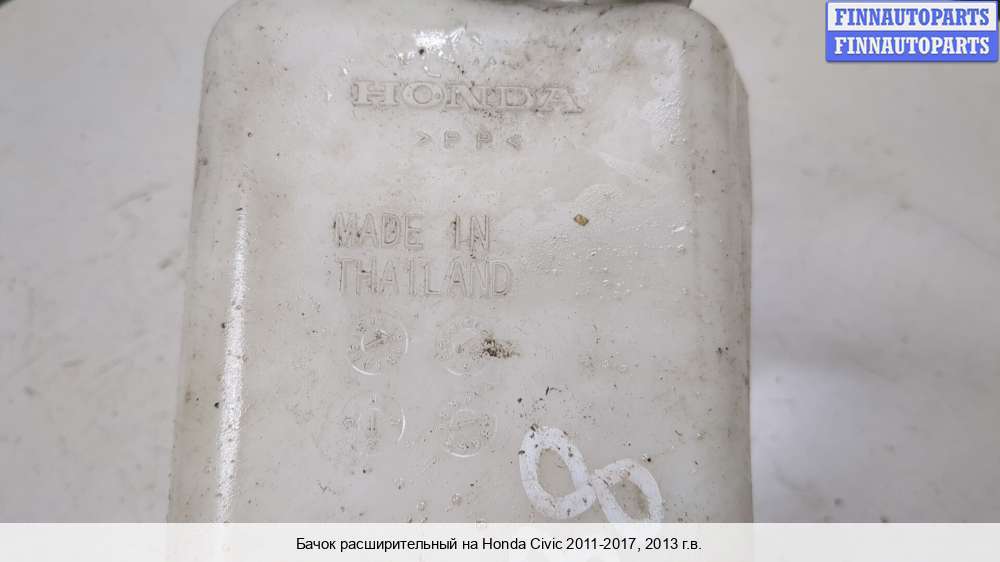 FINNAUTOPARTS
FINNAUTOPARTS
HONDA
>PP<
MADE IN
THAILAND
Бачок расширительный на Honda Civic 2011-2017, 2013 г.в.